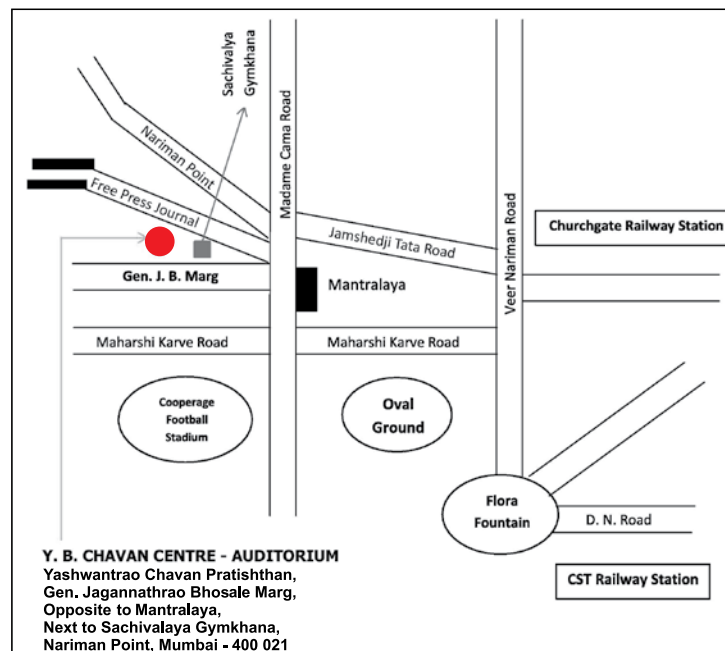 Sachivalya
Gymkhana
Nariman Point
Madame Cama Road
Free Press Journal
Jamshedji Tata Road
Veer Nariman Road
Churchgate Railway Station
Gen. J. B. Marg
Mantralaya
Maharshi Karve Road
Maharshi Karve Road
Cooperage
Football
Stadium
Oval
Ground
Flora
Fountain
D. N. Road
CST Railway Station
Y. B. CHAVAN CENTRE - AUDITORIUM
Yashwantrao Chavan Pratishthan,
Gen. Jagannathrao Bhosale Marg,
Opposite to Mantralaya,
Next to Sachivalaya Gymkhana,
Nariman Point, Mumbai - 400 021